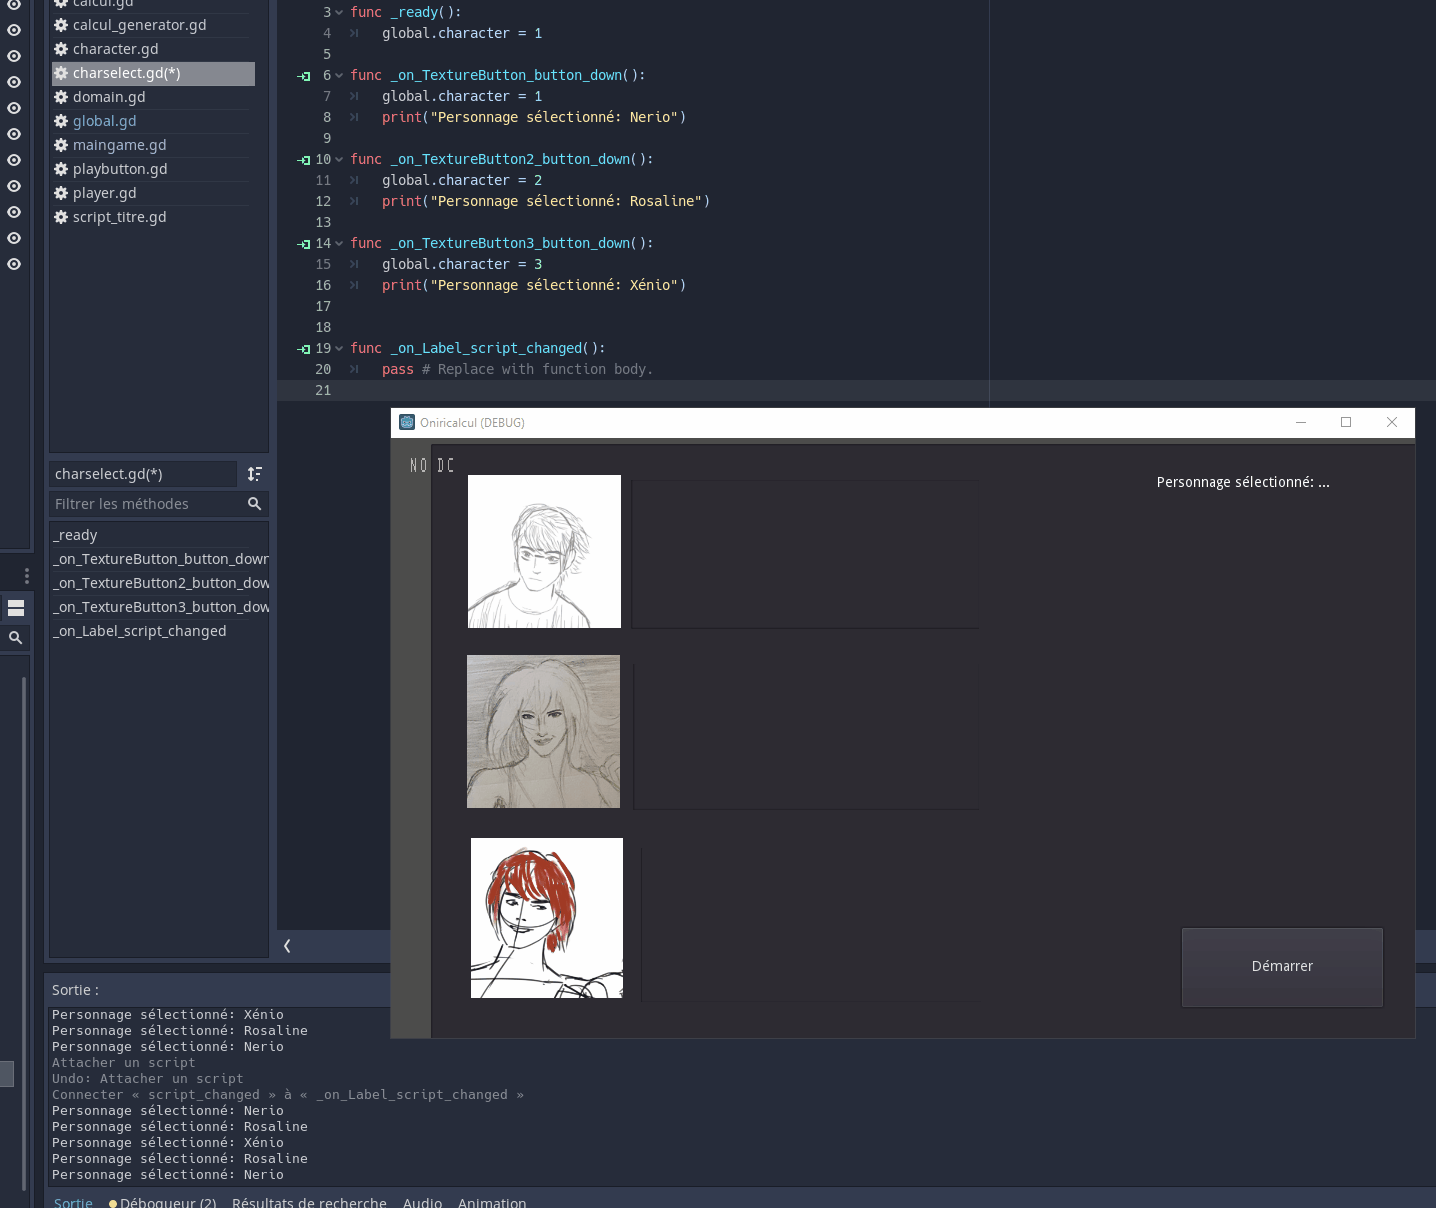 calcul.gd
calcul_generator.gd
character.gd
charselect.gd(*)
domain.gd
global.gd
maingame.gd
playbutton.gd
player.gd
script_titre.gd
charselect.gd(*)
Filtrer les méthodes
_ready
_on_TextureButton_button_down
_on_TextureButton2_button_dow
_on_TextureButton3_button_dow
_on_Label_script_changed
3 func _ready():
4 global.character = 1
5
6 func _on_TextureButton_button_down():
7 global.character = 1
8 print("Personnage sélectionné: Nerio")
9
10 func _on_TextureButton2_button_down():
11 global.character = 2
12 print("Personnage sélectionné: Rosaline")
13
14 func _on_TextureButton3_button_down():
15 global.character = 3
16 print("Personnage sélectionné: Xénio")
17
18
19 func _on_Label_script_changed():
20 pass # Replace with function body.
21
Oniricalcul (DEBUG)
NO DC
Personnage sélectionné: ...
Démarrer
Sortie :
Personnage sélectionné: Xénio
Personnage sélectionné: Rosaline
Personnage sélectionné: Nerio
Attacher un script
Undo: Attacher un script
Connecter « script_changed » à « _on_Label_script_changed »
Personnage sélectionné: Nerio
Personnage sélectionné: Rosaline
Personnage sélectionné: Xénio
Personnage sélectionné: Rosaline
Personnage sélectionné: Nerio
Sortie Débogueur (2) Résultats de recherche Audio Animation